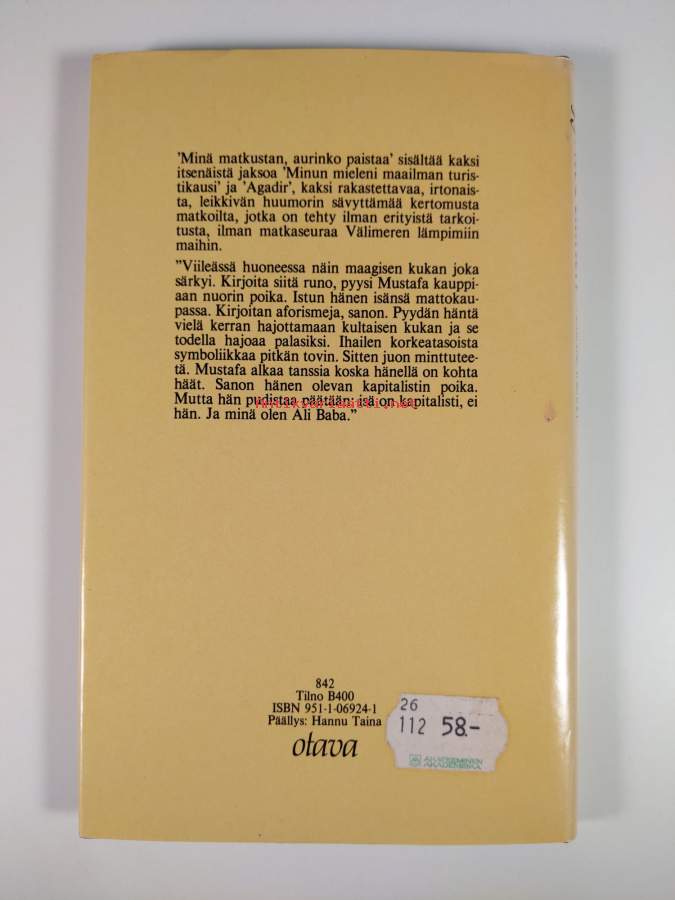 'Minä matkustan, aurinko paistaa' sisältää kaksi
itsenäistä jaksoa 'Minun mieleni maailman turis-
tikausi' ja 'Agadir', kaksi rakastettavaa, irtonais-
ta, leikkivän huumorin sävyttämää kertomusta
matkoilta, jotka on tehty ilman erityistä tarkoi-
tusta, ilman matkaseuraa Välimeren lämpimiin
maihin.
"Viileässä huoneessa näin maagisen kukan joka
särkyi. Kirjoita siitä runo, pyysi Mustafa kauppi-
aan nuorin poika. Istun hänen isänsä mattokau-
passa. Kirjoitan aforismeja, sanon. Pyydän häntä
vielä kerran hajottamaan kultaisen kukan ja se
todella hajoaa palasiksi. Ihailen korkeatasoista
symboliikkaa pitkän tovin. Sitten juon minttutee-
tä. Mustafa alkaa tanssia koska hänellä on kohta
häät. Sanon hänen olevan kapitalistin poika.
Mutta hän pudistaa päätään: isä on kapitalisti, ei
hän. Ja minä olen Ali Baba."
Antikvariaatti.net
842
Tilno B400
ISBN 951-1-06924-1
Päällys: Hannu Taina
otava
26
112 58.-
AKATEEMINEN